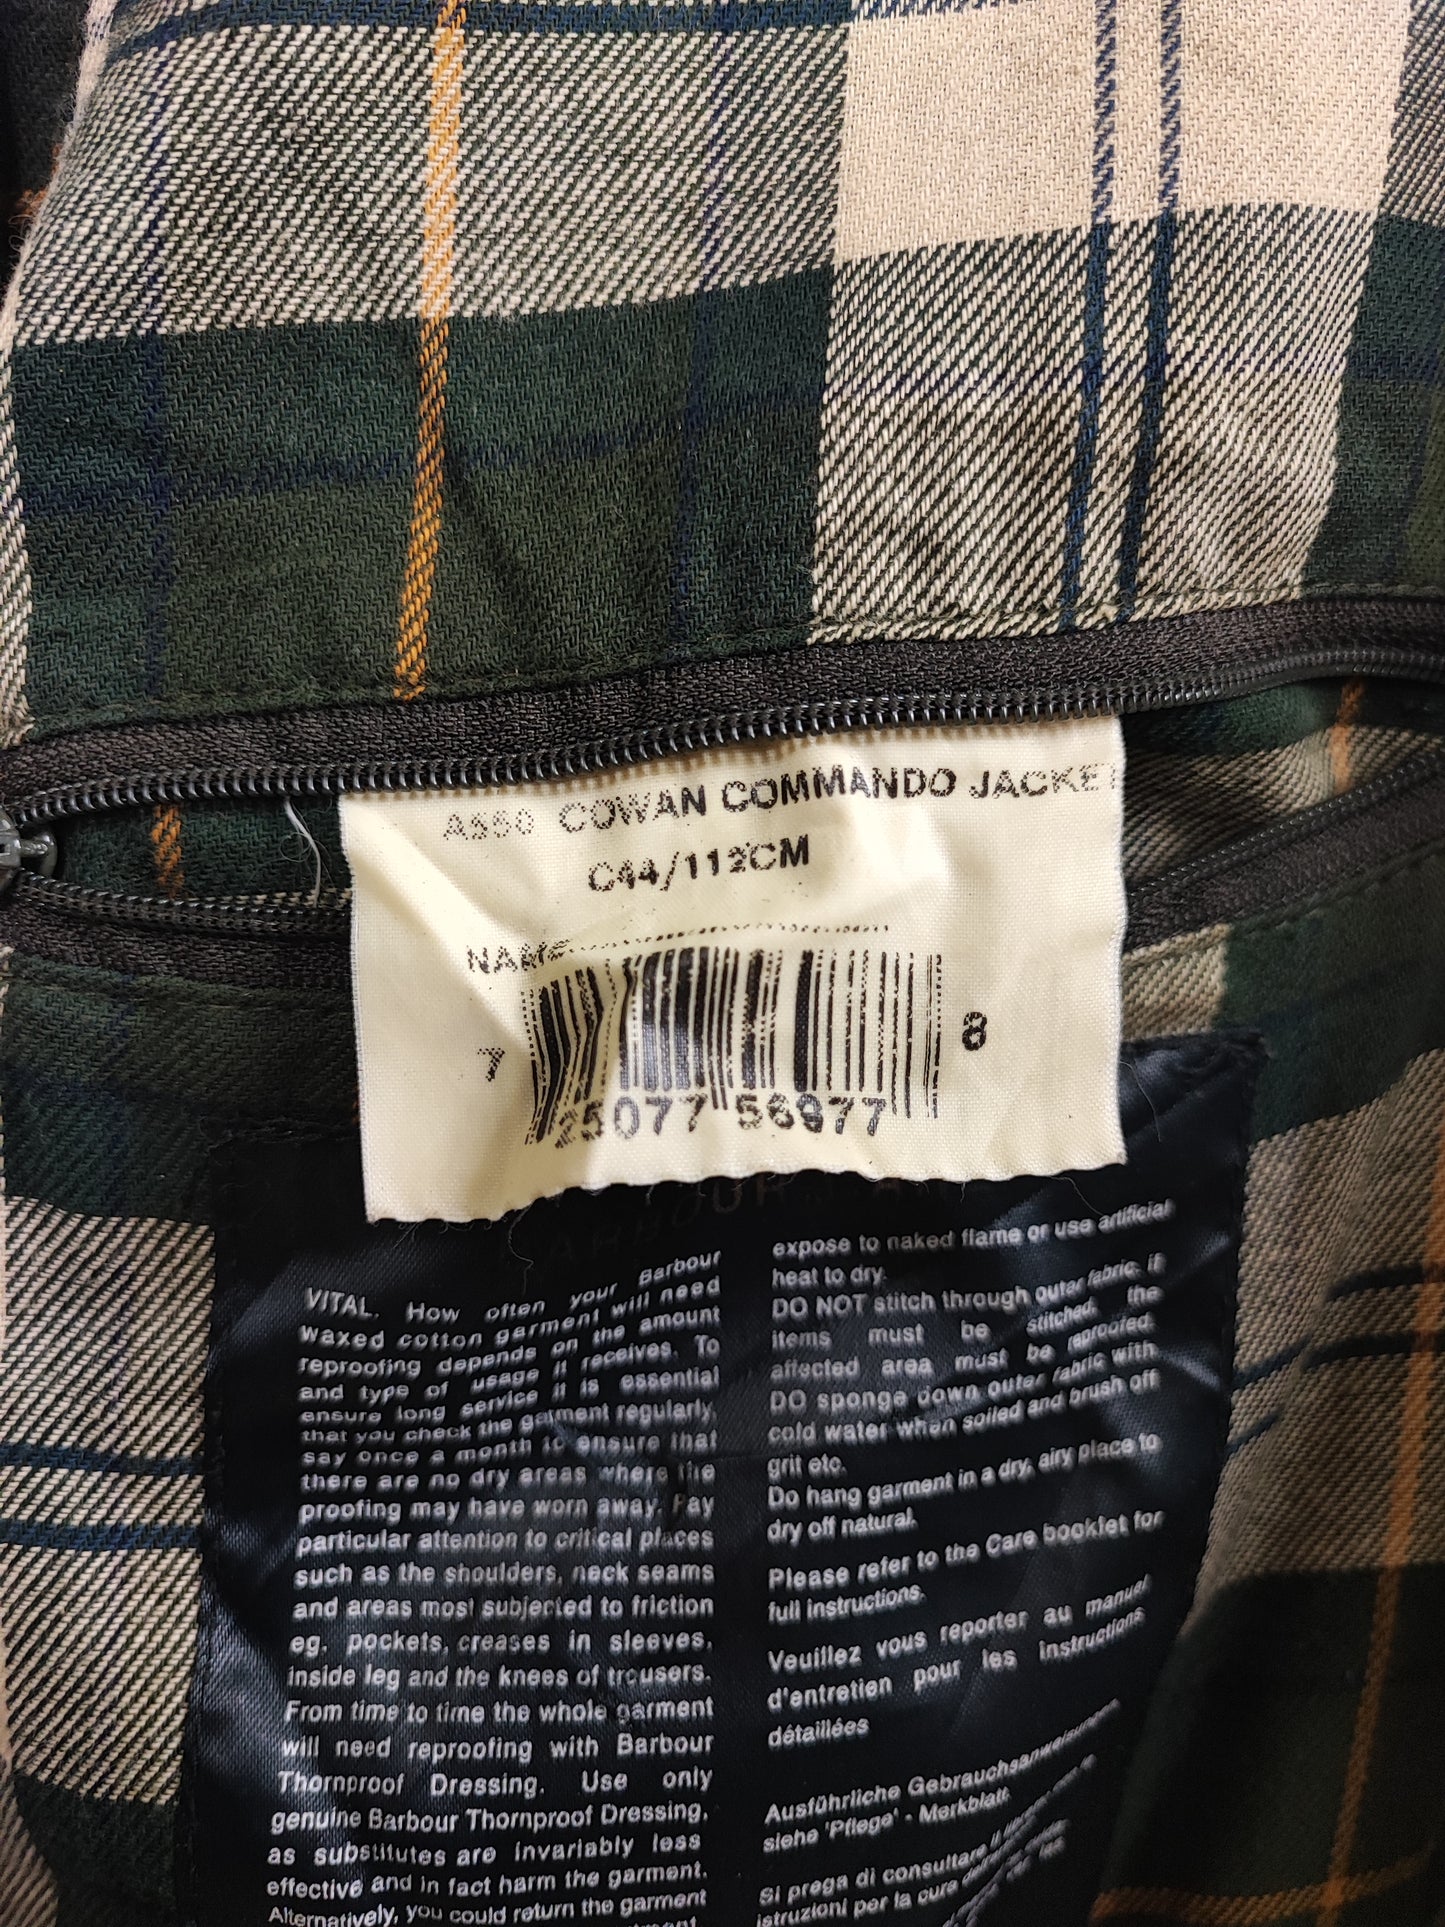 A550 COWAN COMMANDO JACKET
C44/112CM
NAME
7 25077 56977 8
VITAL. How often your Barbour
waxed cotton garment will need
reproofing depends on the amount
and type of usage it receives. To
ensure long service it is essential
that you check the garment regularly,
say once a month to ensure that
there are no dry areas where the
proofing may have worn away. Pay
particular attention to critical places
such as the shoulders, neck seams
and areas most subjected to friction
eg. pockets, creases in sleeves,
inside leg and the knees of trousers.
From time to time the whole garment
will need reproofing with Barbour
Thornproof Dressing. Use only
genuine Barbour Thornproof Dressing,
as substitutes are invariably less
effective and in fact harm the garment.
Alternatively, you could return the garment
expose to naked flame or use artificial
heat to dry.
DO NOT stitch through outer fabric, if
items must be stitched, the
affected area must be reproofed.
DO sponge down outer fabric with
cold water when soiled and brush off
grit etc.
Do hang garment in a dry, airy place to
dry off natural.
Please refer to the Care booklet for
full instructions.
Veuillez vous reporter au manuel
d'entretien pour les instructions
détaillées
Ausführliche Gebrauchsanweisungen
siehe 'Pflege' - Merkblatt.
Si prega di consultare il
istruzioni per la cura